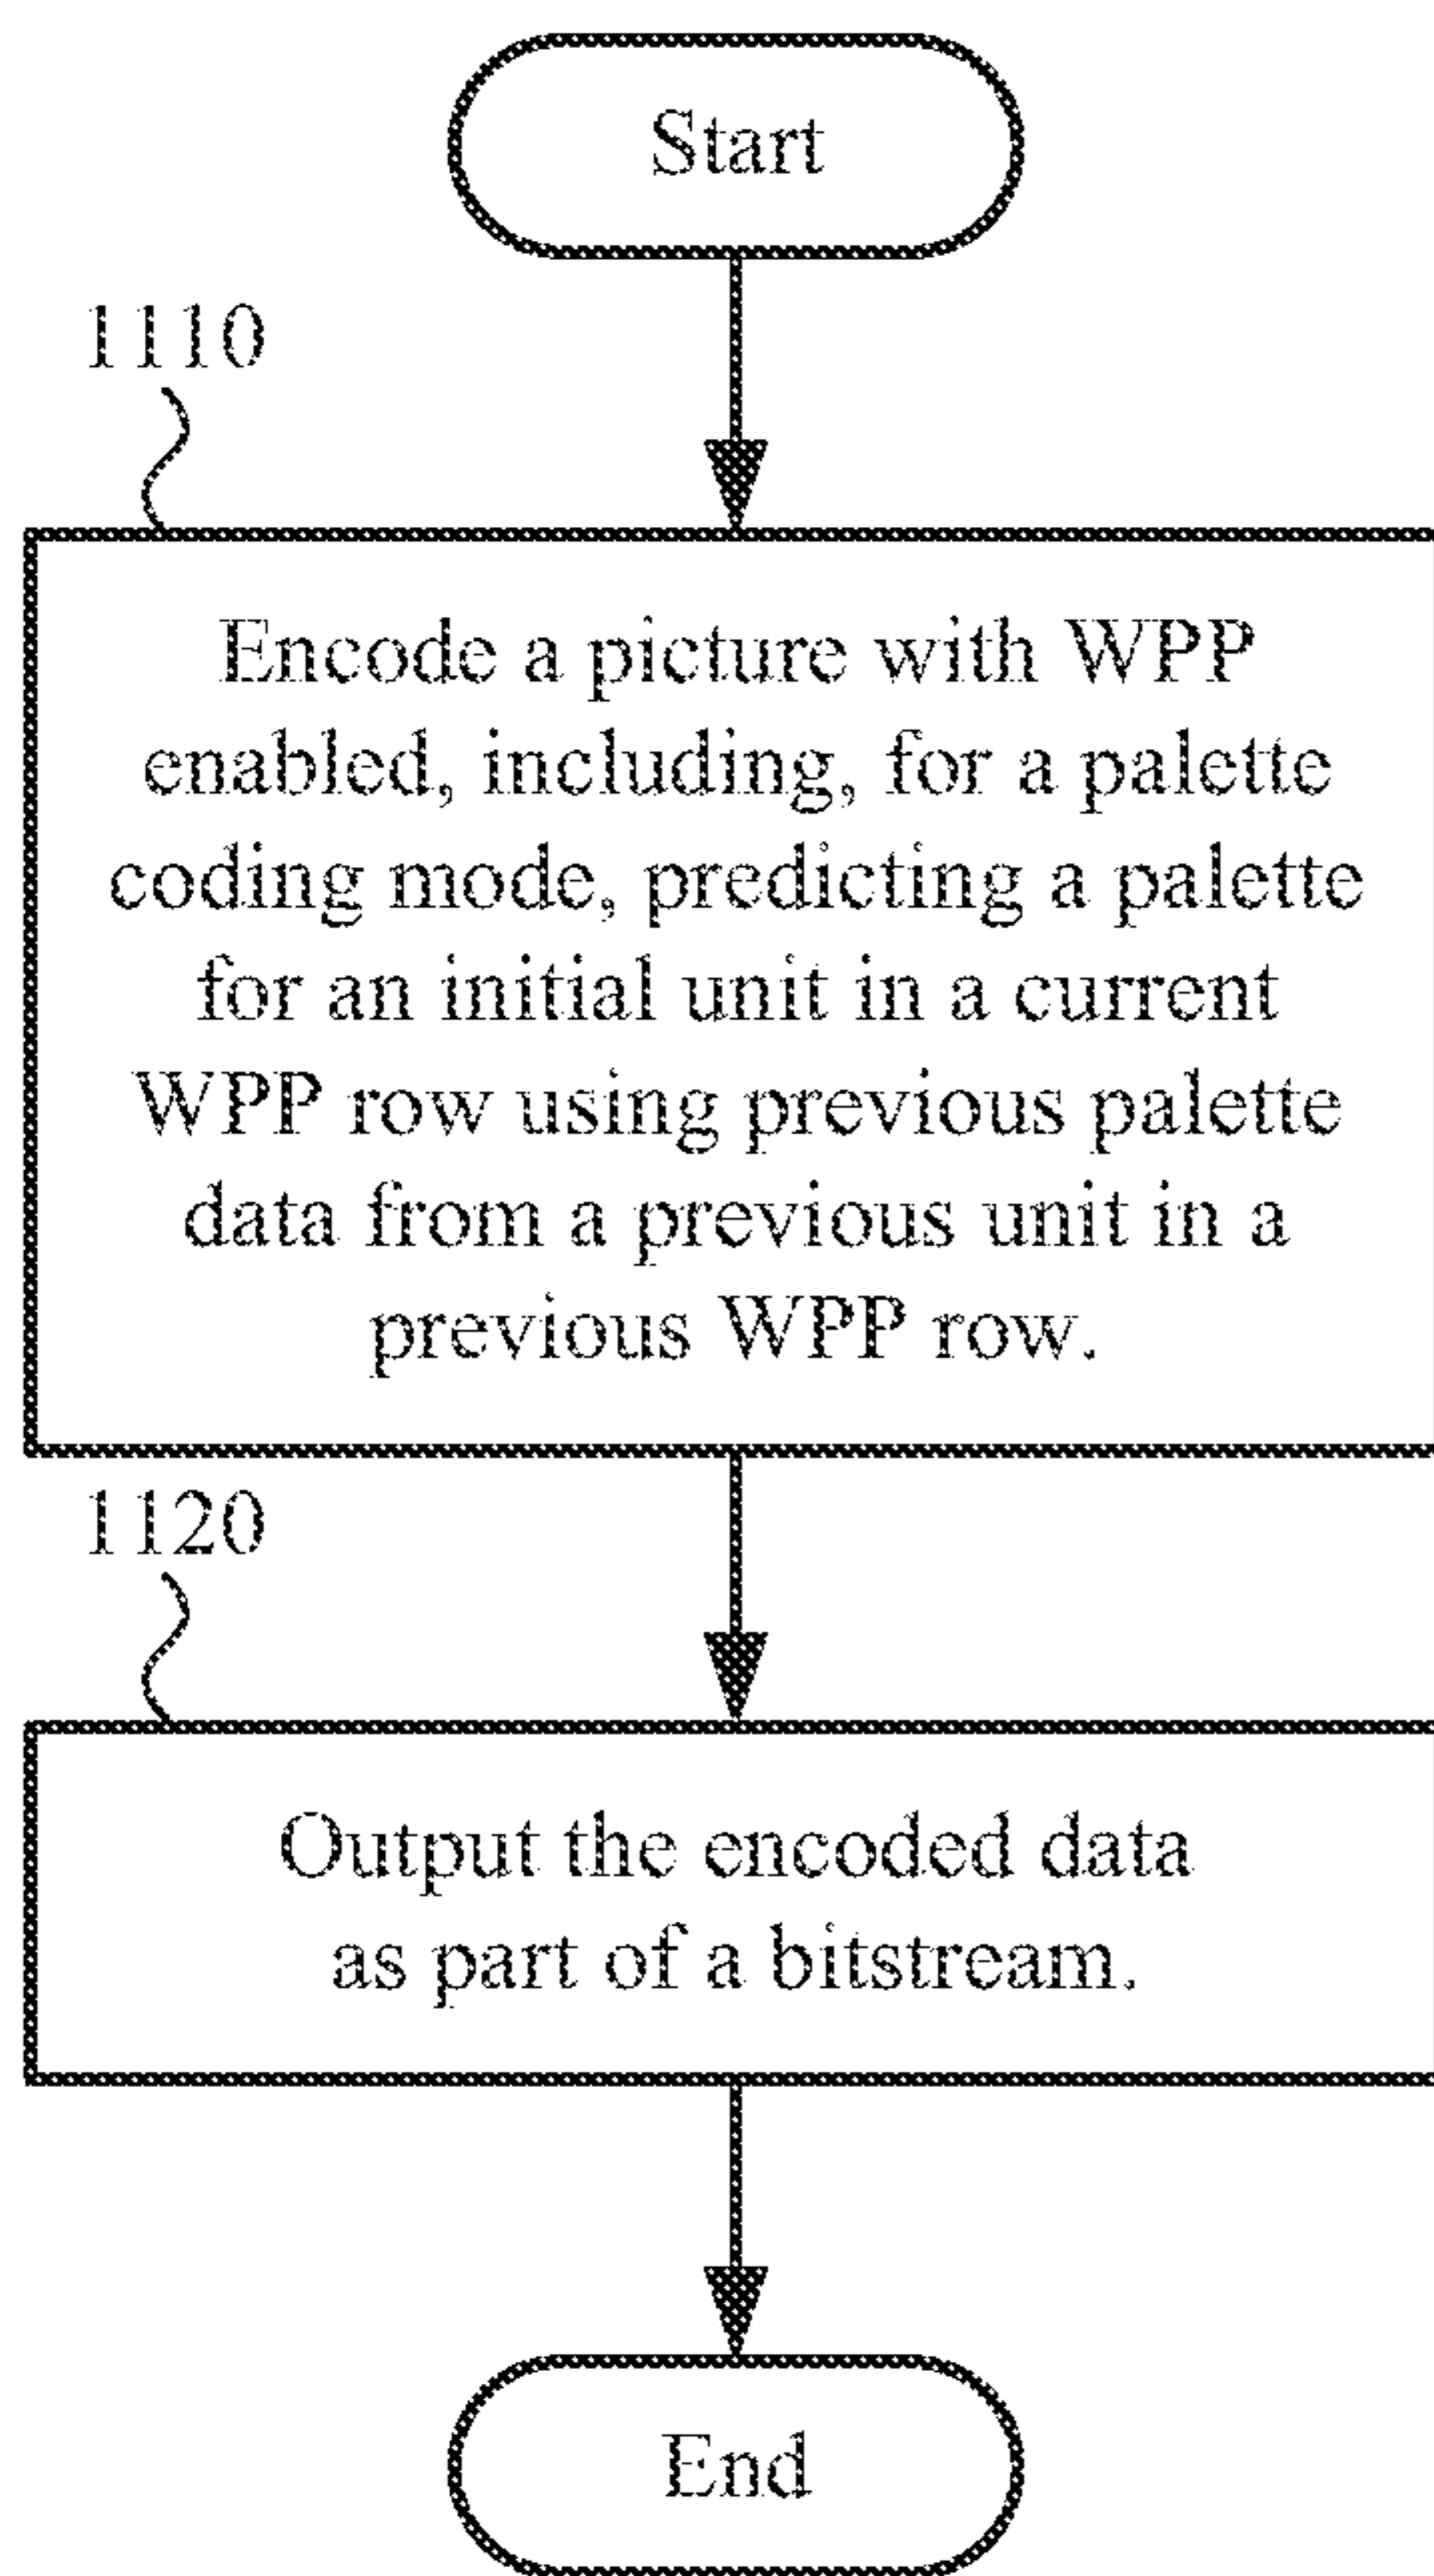 Start
1110
Encode a picture with WPP
enabled, including, for a palette
coding mode, predicting a palette
for an initial unit in a current
WPP row using previous palette
data from a previous unit in a
previous WPP row.
1120
Output the encoded data
as part of a bitstream.
End